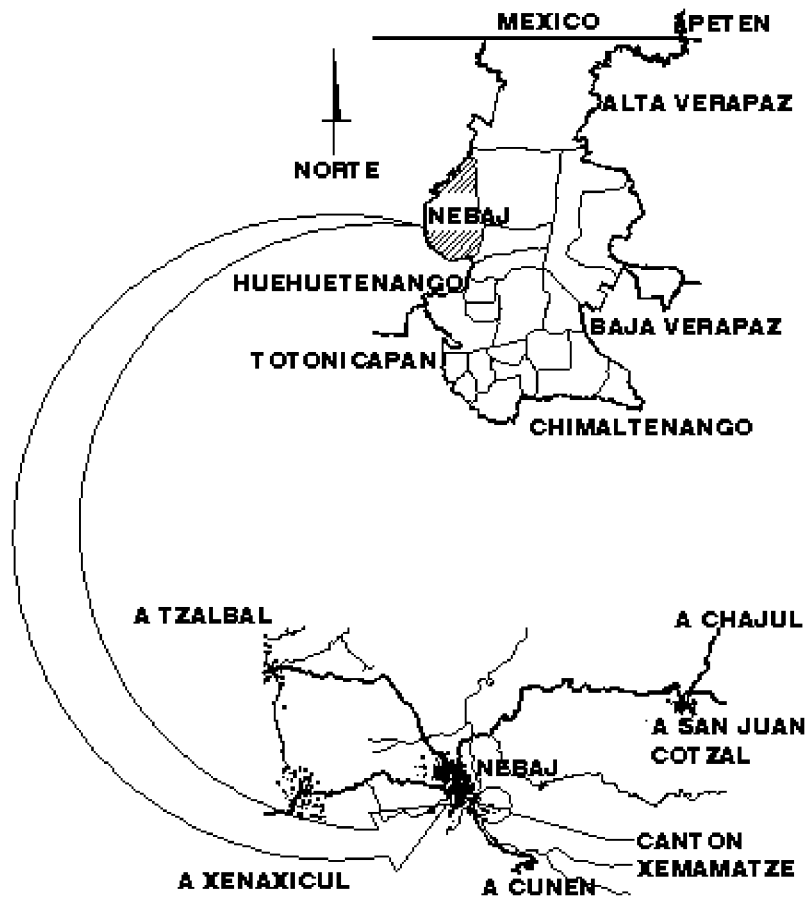 MEXICO
A PETEN
ALTA VERAPAZ
NORTE
NEBAJ
HUEHUETENANGO
BAJA VERAPAZ
TOTONICAPAN
CHIMALTENANGO
A TZALBAL
A CHAJUL
A SAN JUAN
COTZAL
NEBAJ
CANTON
XEMAMATZE
A XENAXICUL
A CUNEN